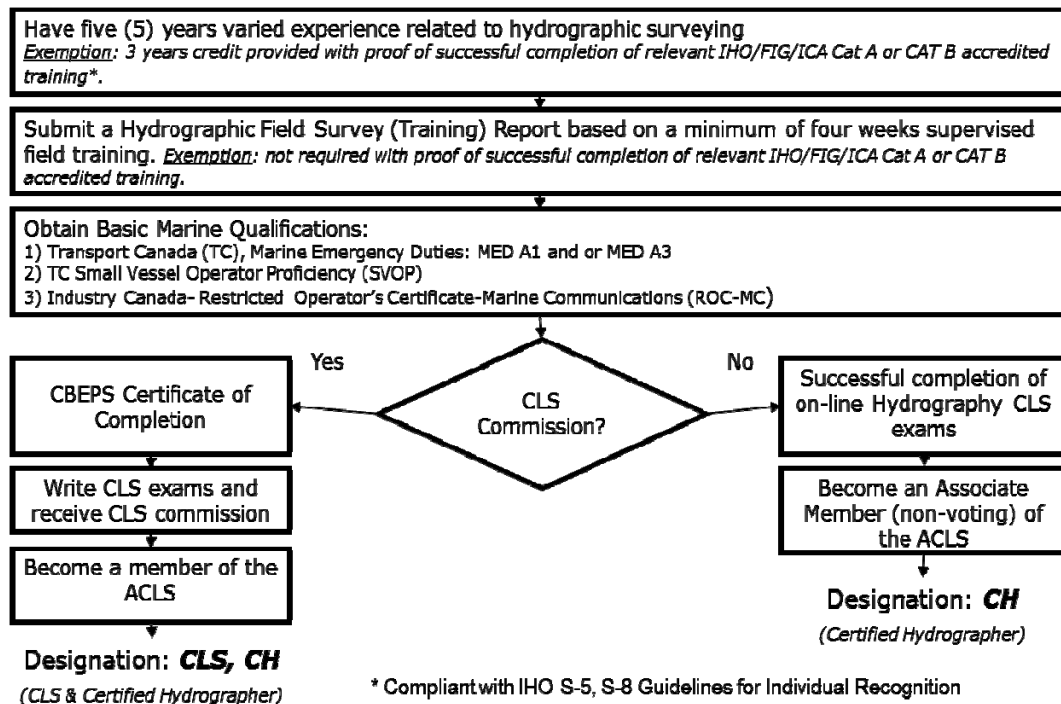 Have five (5) years varied experience related to hydrographic surveying
Exemption: 3 years credit provided with proof of successful completion of relevant IHO/FIG/ICA Cat A or CAT B accredited
training*.
Submit a Hydrographic Field Survey (Training) Report based on a minimum of four weeks supervised
field training. Exemption: not required with proof of successful completion of relevant IHO/FIG/ICA Cat A or CAT B
accredited training.
Obtain Basic Marine Qualifications:
1) Transport Canada (TC), Marine Emergency Duties: MED A1 and or MED A3
2) TC Small Vessel Operator Proficiency (SVOP)
3) Industry Canada- Restricted Operator's Certificate-Marine Communications (ROC-MC)
CLS
Commission?
Yes
CBEPS Certificate of
Completion
Write CLS exams and
receive CLS commission
Become a member of the
ACLS
Designation: CLS, CH
(CLS & Certified Hydrographer)
No
Successful completion of
on-line Hydrography CLS
exams
Become an Associate
Member (non-voting) of
the ACLS
Designation: CH
(Certified Hydrographer)
* Compliant with IHO S-5, S-8 Guidelines for Individual Recognition